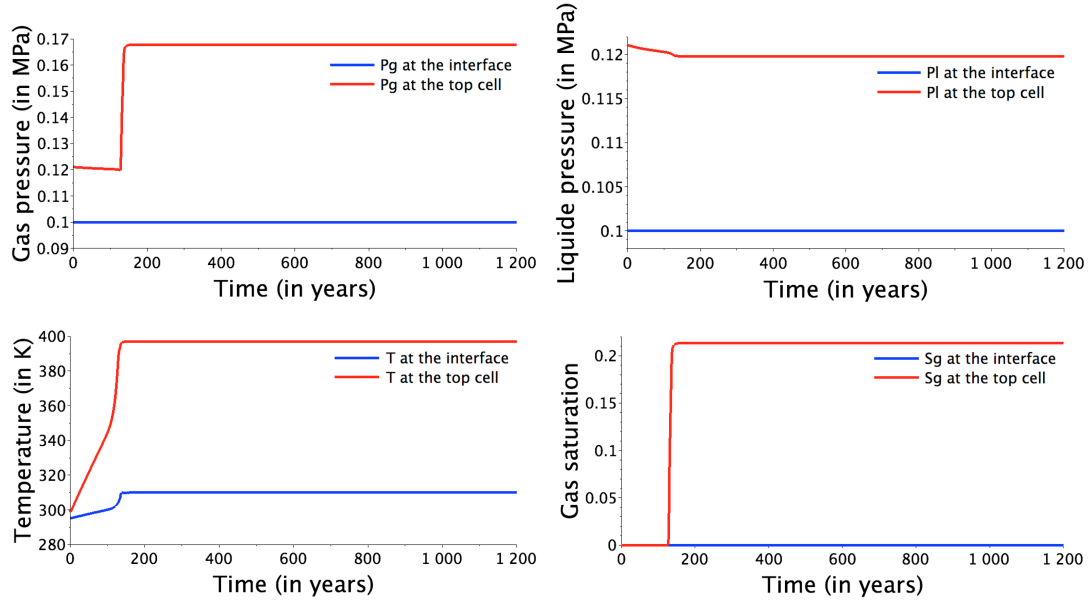 Gas pressure (in MPa)
0.17
0.16
0.15
0.14
0.13
0.12
0.11
0.1
0.09
Pg at the interface
Pg at the top cell
0 200 400 600 800 1 000 1 200
Time (in years)
Liquide pressure (in MPa)
0.12
0.115
0.11
0.105
0.1
Pl at the interface
Pl at the top cell
0 200 400 600 800 1 000 1 200
Time (in years)
Temperature (in K)
400
380
360
340
320
300
280
T at the interface
T at the top cell
0 200 400 600 800 1 000 1 200
Time (in years)
Gas saturation
0.2
0.15
0.1
0.05
0
Sg at the interface
Sg at the top cell
0 200 400 600 800 1 000 1 200
Time (in years)